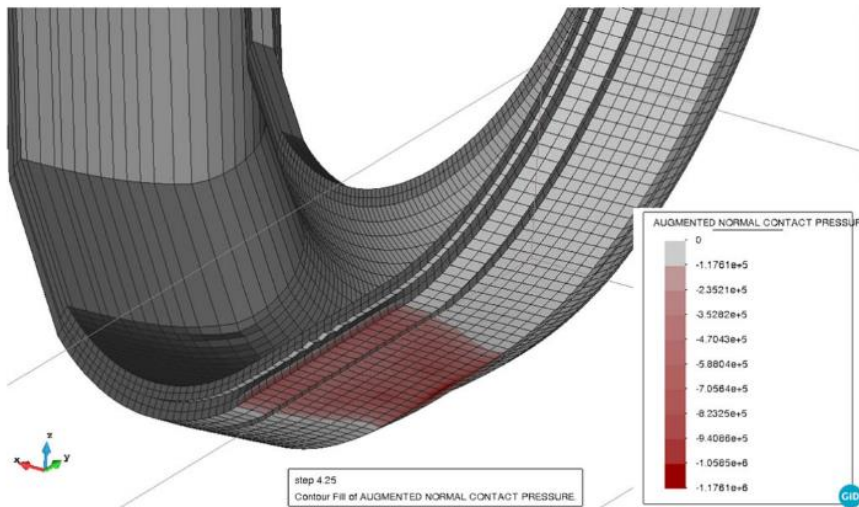 AUGMENTED NORMAL CONTACT PRESSUR
0
-1.1761e+5
-2.3521e+5
-3.5282e+5
-4.7043e+5
-5.8804e+5
-7.0564e+5
-8.2325e+5
-9.4086e+5
-1.0585e+6
-1.1761e+6
z
x
y
step 4.25
Contour Fill of AUGMENTED NORMAL CONTACT PRESSURE.
GiD